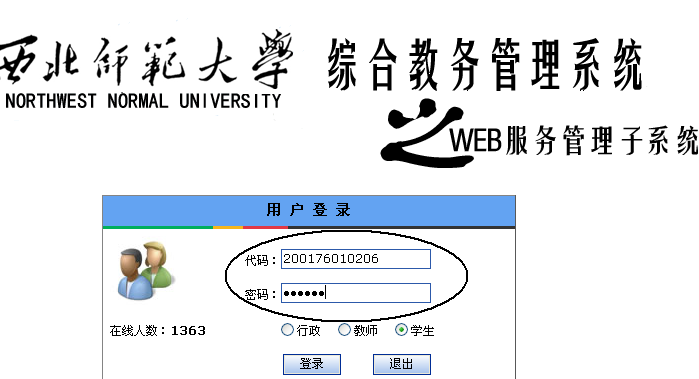 西北师範大學
NORTHWEST NORMAL UNIVERSITY
综合教务管理系统
之WEB服务管理子系统
用 户 登 录
代码：200176010206
密码：●●●●●●
在线人数：1363
行政 教师 学生
登录 退出